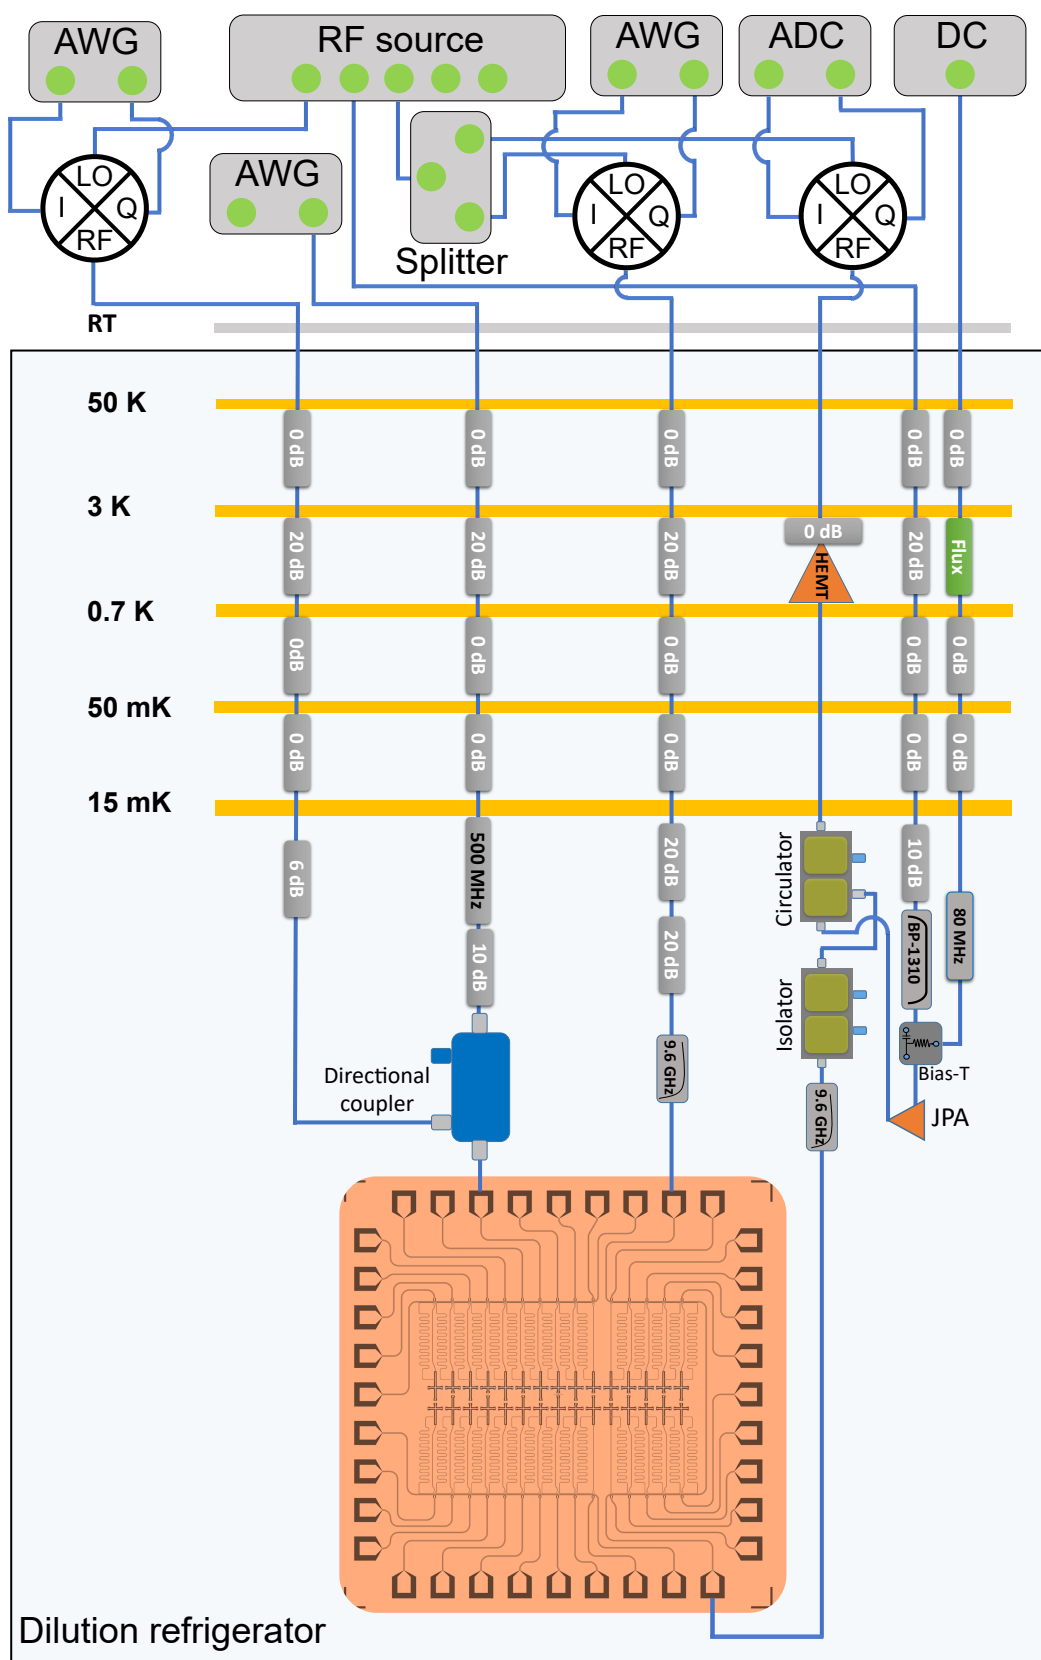 AWG
RF source
AWG
ADC
DC
AWG
LO
I
Q
RF
LO
I
Q
RF
LO
I
Q
RF
Splitter
RT
50 K
0 dB
0 dB
0 dB
0 dB
0 dB
3 K
20 dB
20 dB
20 dB
0 dB
HEMT
20 dB
Flux
0.7 K
0dB
0 dB
0 dB
0 dB
0 dB
50 mK
0 dB
0 dB
0 dB
0 dB
0 dB
15 mK
6 dB
500 MHz
20 dB
Circulator
10 dB
10 dB
20 dB
BP-1310
80 MHz
Isolator
Directional
coupler
9.6 GHz
Bias-T
9.6 GHz
JPA
Dilution refrigerator